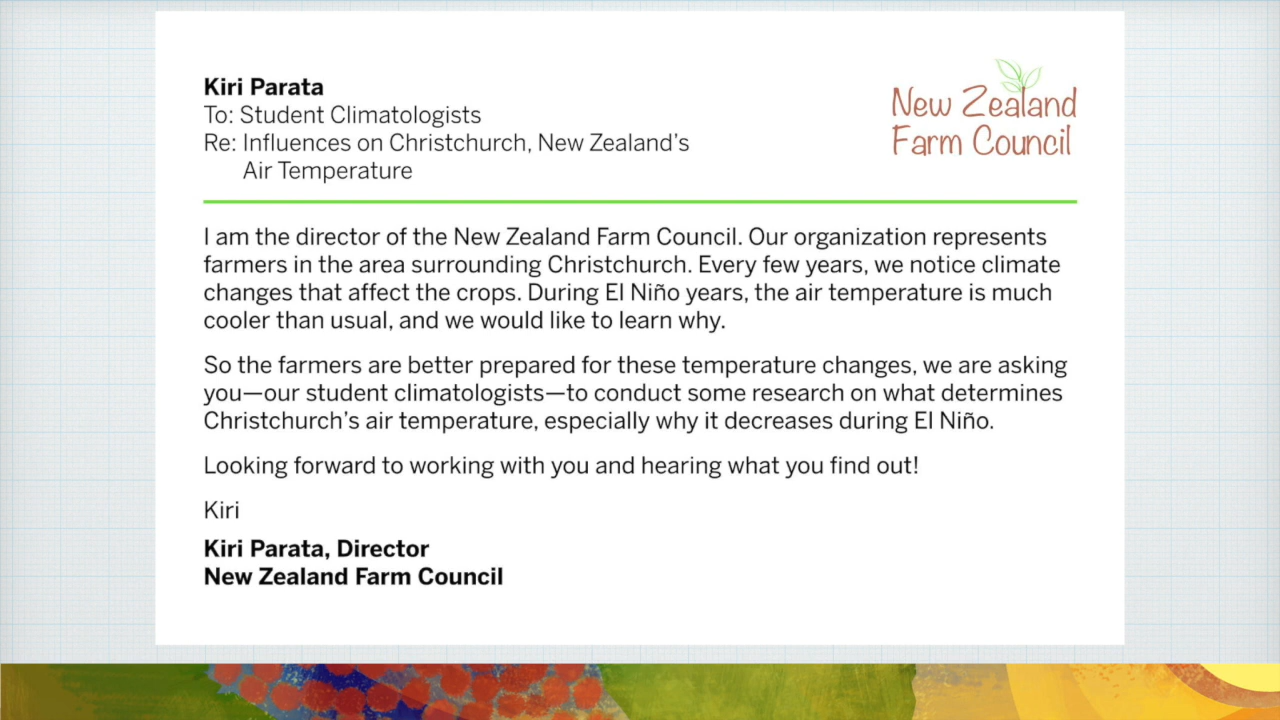 Kiri Parata
To: Student Climatologists
Re: Influences on Christchurch, New Zealand’s
Air Temperature
New Zealand
Farm Council
I am the director of the New Zealand Farm Council. Our organization represents
farmers in the area surrounding Christchurch. Every few years, we notice climate
changes that affect the crops. During El Niño years, the air temperature is much
cooler than usual, and we would like to learn why.
So the farmers are better prepared for these temperature changes, we are asking
you—our student climatologists—to conduct some research on what determines
Christchurch’s air temperature, especially why it decreases during El Niño.
Looking forward to working with you and hearing what you find out!
Kiri
Kiri Parata, Director
New Zealand Farm Council